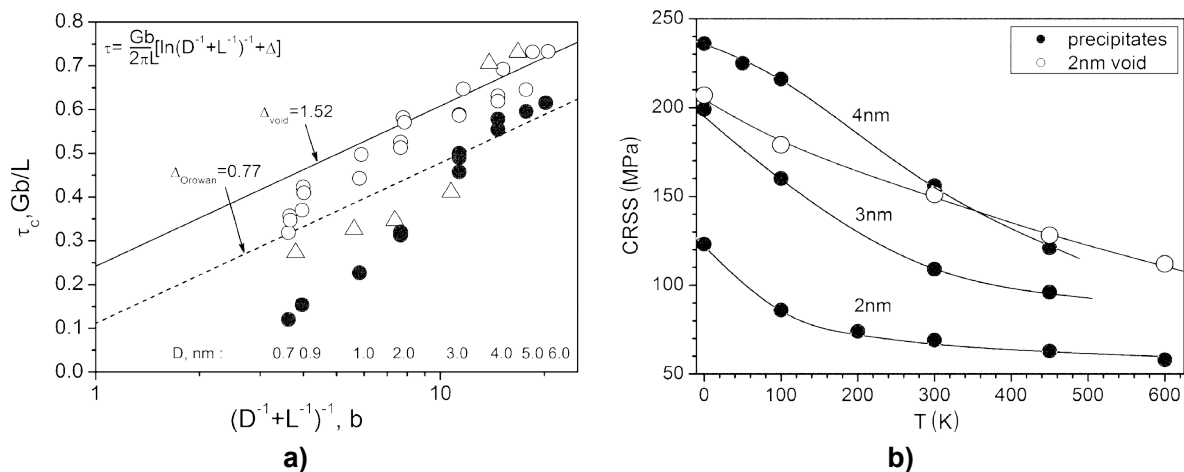 0.8
0.7
0.6
0.5
0.4
0.3
0.2
0.1
0.0
τc, Gb/L
τ= Gb/2πL [ln(D⁻¹+L⁻¹)⁻¹+Δ]
Δvoid=1.52
ΔOrowan=0.77
D, nm : 0.7 0.9 1.0 2.0 3.0 4.0 5.0 6.0
1 10
(D⁻¹+L⁻¹)⁻¹, b
a)
250
200
150
100
50
CRSS (MPa)
precipitates
2nm void
4nm
3nm
2nm
0 100 200 300 400 500 600
T (K)
b)